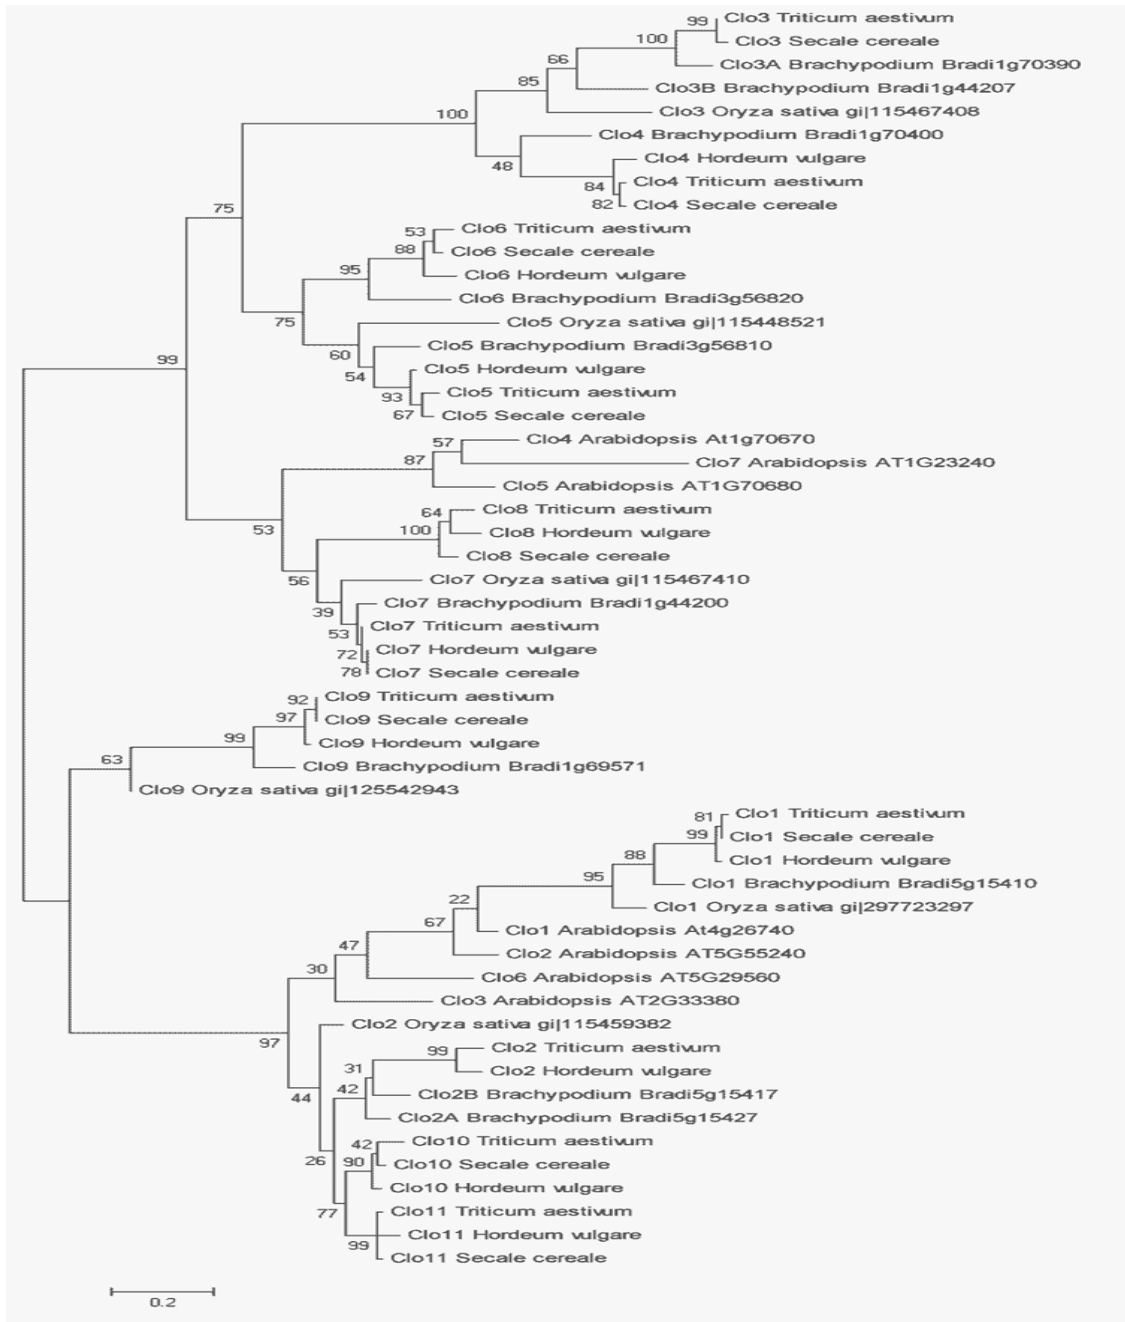 99 Clo3 Triticum aestivum
100 Clo3 Secale cereale
66 Clo3A Brachypodium Bradi1g70390
85 Clo3B Brachypodium Bradi1g44207
100 Clo3 Oryza sativa gi|115467408
Clo4 Brachypodium Bradi1g70400
48 Clo4 Hordeum vulgare
84 Clo4 Triticum aestivum
75 82 Clo4 Secale cereale
53 Clo6 Triticum aestivum
88 Clo6 Secale cereale
95 Clo6 Hordeum vulgare
Clo6 Brachypodium Bradi3g56820
75 Clo5 Oryza sativa gi|115448521
60 Clo5 Brachypodium Bradi3g56810
99 54 Clo5 Hordeum vulgare
93 Clo5 Triticum aestivum
67 Clo5 Secale cereale
57 Clo4 Arabidopsis At1g70670
87 Clo7 Arabidopsis AT1G23240
Clo5 Arabidopsis AT1G70680
64 Clo8 Triticum aestivum
53 100 Clo8 Hordeum vulgare
Clo8 Secale cereale
56 Clo7 Oryza sativa gi|115467410
39 Clo7 Brachypodium Bradi1g44200
53 Clo7 Triticum aestivum
72 Clo7 Hordeum vulgare
78 Clo7 Secale cereale
92 Clo9 Triticum aestivum
97 Clo9 Secale cereale
99 Clo9 Hordeum vulgare
63 Clo9 Brachypodium Bradi1g69571
Clo9 Oryza sativa gi|125542943
81 Clo1 Triticum aestivum
99 Clo1 Secale cereale
88 Clo1 Hordeum vulgare
95 Clo1 Brachypodium Bradi5g15410
22 Clo1 Oryza sativa gi|297723297
67 Clo1 Arabidopsis At4g26740
47 Clo2 Arabidopsis AT5G55240
30 Clo6 Arabidopsis AT5G29560
Clo3 Arabidopsis AT2G33380
97 Clo2 Oryza sativa gi|115459382
99 Clo2 Triticum aestivum
31 Clo2 Hordeum vulgare
44 42 Clo2B Brachypodium Bradi5g15417
Clo2A Brachypodium Bradi5g15427
42 Clo10 Triticum aestivum
26 90 Clo10 Secale cereale
Clo10 Hordeum vulgare
77 Clo11 Triticum aestivum
99 Clo11 Hordeum vulgare
Clo11 Secale cereale
0.2